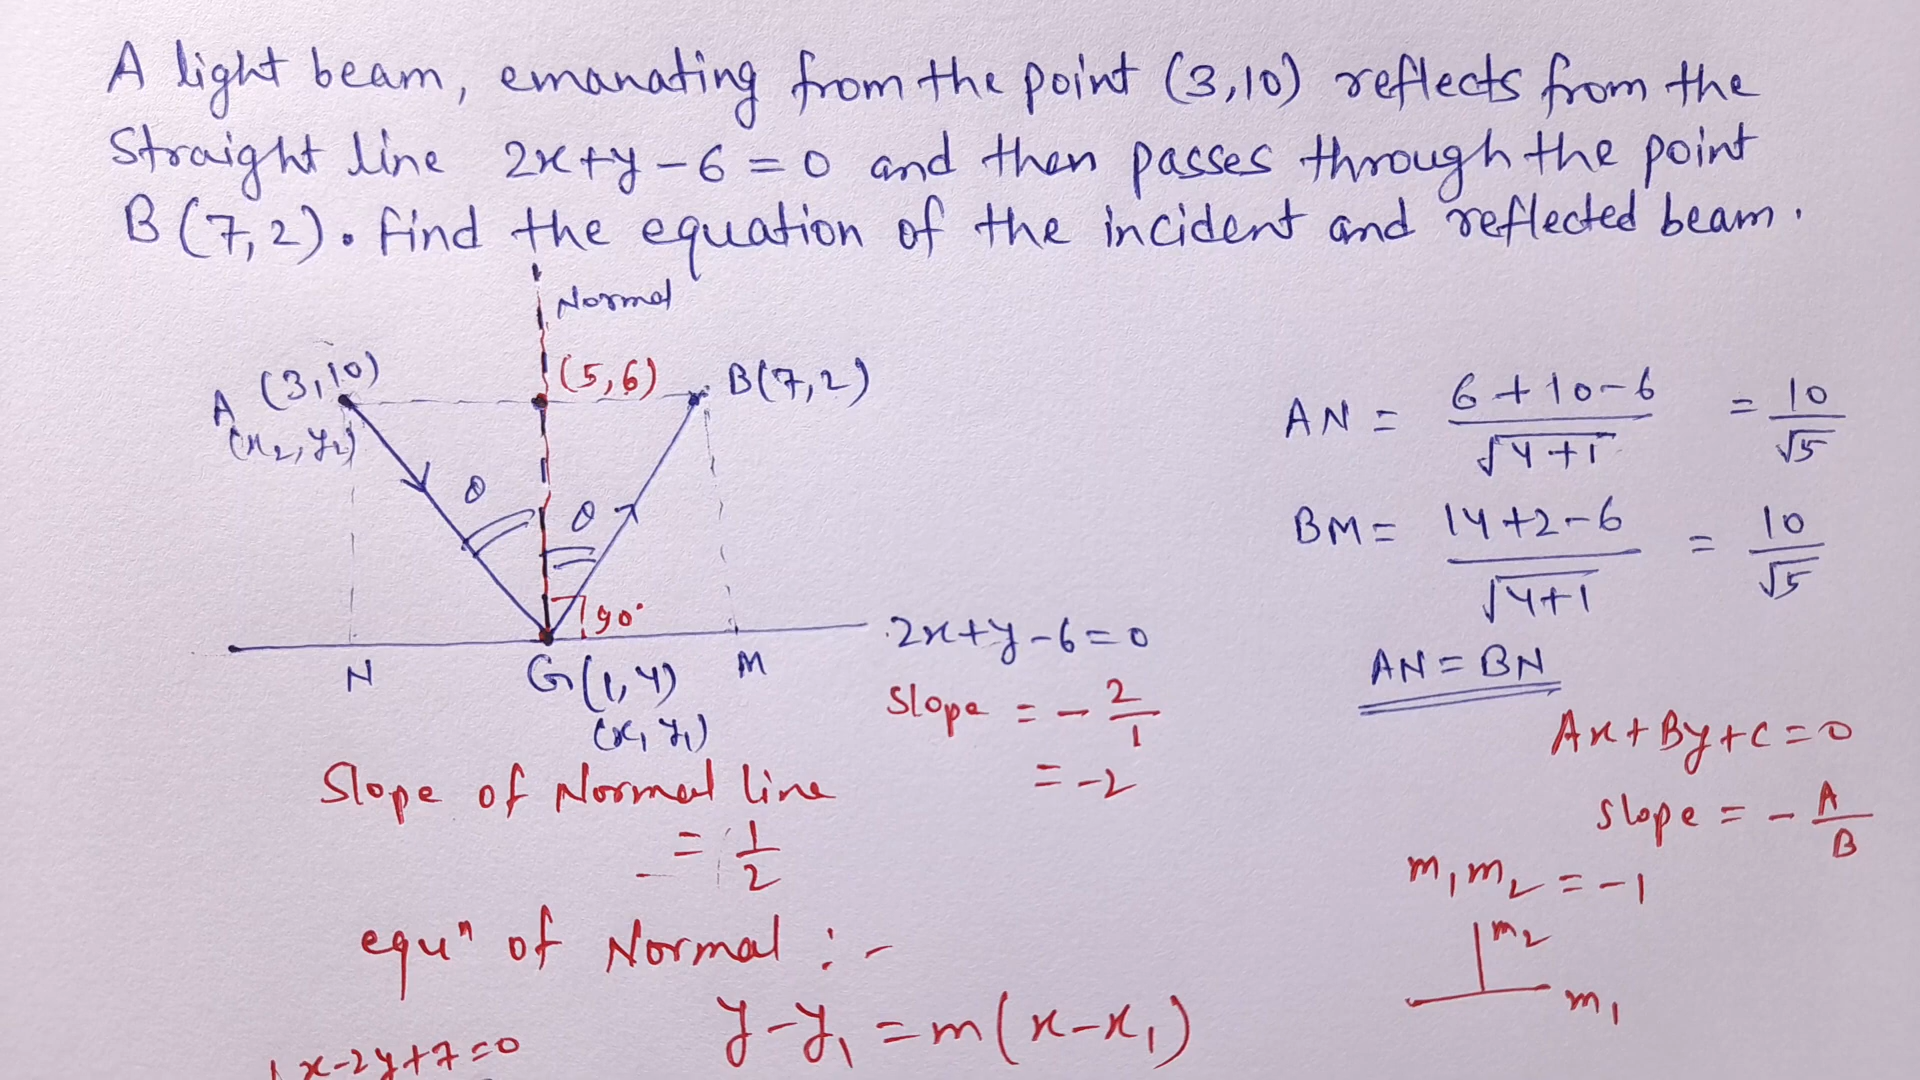 A light beam, emanating from the point (3,10) reflects from the
straight line 2x+y-6=0 and then passes through the point
B(7,2). find the equation of the incident and reflected beam.
Normal
A (3,10)
(x₂,y₂)
(5,6)
B(7,2)
θ
θ
90°
N
G(1,4)
(x₁ y₁)
M
2x+y-6=0
Slope = -2/1
= -2
AN = (6+10-6)/√(4+1) = 10/√5
BM = (14+2-6)/√(4+1) = 10/√5
AN = BN
Ax+By+C=0
slope = -A/B
m₁m₂ = -1
m₂
m₁
Slope of Normal line
= 1/2
equⁿ of Normal :-
y-y₁ = m(x-x₁)
x-2y+7=0